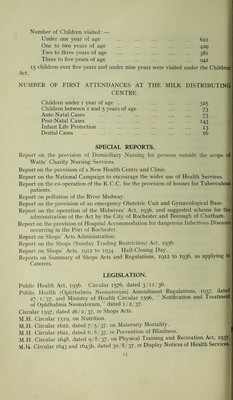 Number of Children visited :—
Under one year of age ... 621
One to two years of age ... 429
Two to three years of age ... 382
Three to five years of age ... 942
15 children over five years and under nine years were visited under the Children
Act.
NUMBER OF FIRST ATTENDANCES AT THE MILK DISTRIBUTING
CENTRE.
Children under 1 year of age ... 325
Children between 1 and 5 years of age ... 73
Ante-Natal Cases ... 73
Post-Natal Cases ... 143
Infant Life Protection ... 23
Dental Cases ... 26
SPECIAL REPORTS.
Report on the provision of Domiciliary Nursing for persons outside the scope of
Watts' Charity Nursing Services.
Report on the provision of a New Health Centre and Clinic.
Report on the National Campaign to encourage the wider use of Health Services.
Report on the co-operation of the K.C.C. for the provision of houses for Tuberculous
patients.
Report on pollution of the River Medway.
Report on the provision of an emergency Obstetric Unit and Gynæcological Base.
Report on the operation of the Midwives' Act, 1936, and suggested scheme for the
administration of the Act by the City of Rochester and Borough of Chatham.
Report on the provision of Hospital Accommodation for dangerous Infectious Diseases
occurring in the Port of Rochester.
Report on Shops' Acts Administration.
Report on the Shops (Sunday Trading Restriction) Act, 1936.
Report on Shops' Acts, 1912 to 1934. Half-Closing Day.
Reports on Summary of Shops Acts and Regulations, 1912 to 1936, as applying to
Caterers.
LEGISLATION.
Public Health Act, 1936. Circular 1576, dated 3/11/36.
Public Health (Ophthalmia Neonatorum) Amendment Regulations, 1937, dated
27/1/37, and Ministry of Health Circular 1596, "Notification and Treatment
of Ophthalmia Neonatorum," dated 1/2/37.
Circular 1597, dated 26/2/37, re Shops Acts.
M.H. Circular 1519, on Nutrition.
M.H. Circular 1622, dated 7/5/37, on Maternity Mortality.
M.H. Circular 1621, dated 6/6/37, re Prevention of Blindness.
M.H. Circular 1648, dated 9/8/37, on Physical Training and Recreation Act, 1937.
M.H. Circular 1643 and 1643b, dated 30/8/37, re Display Notices of Health Services.